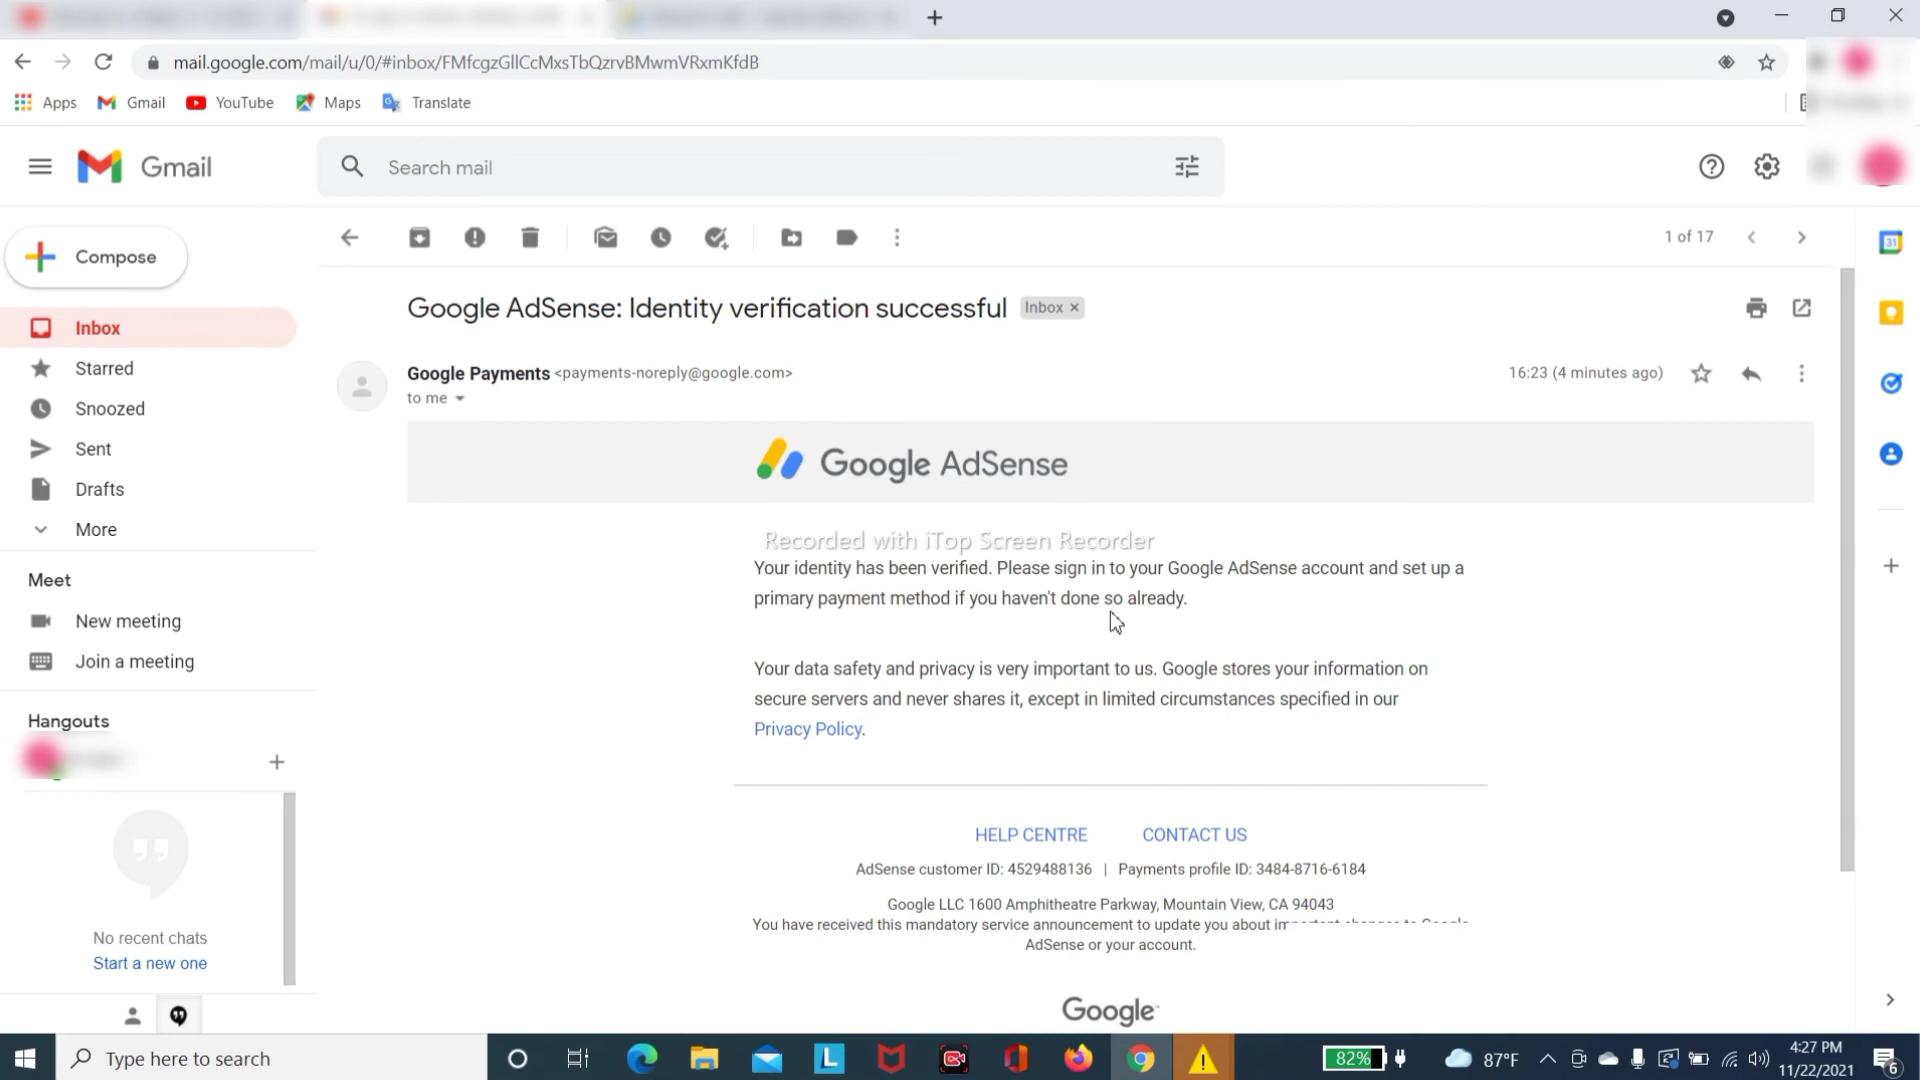 mail.google.com/mail/u/0/#inbox/FMfcgzGllCcMxsTbQzrvBMwmVRxmKfdB
Apps Gmail YouTube Maps Translate
Gmail
Search mail
Compose
1 of 17
Google AdSense: Identity verification successful Inbox ×
Inbox
Starred
Snoozed
Sent
Drafts
More
Google Payments <payments-noreply@google.com>
16:23 (4 minutes ago)
to me
Google AdSense
Recorded with iTop Screen Recorder
Your identity has been verified. Please sign in to your Google AdSense account and set up a
primary payment method if you haven't done so already.
Your data safety and privacy is very important to us. Google stores your information on
secure servers and never shares it, except in limited circumstances specified in our
Privacy Policy.
Meet
New meeting
Join a meeting
Hangouts
No recent chats
Start a new one
HELP CENTRE CONTACT US
AdSense customer ID: 4529488136 | Payments profile ID: 3484-8716-6184
Google LLC 1600 Amphitheatre Parkway, Mountain View, CA 94043
You have received this mandatory service announcement to update you about important changes to Google
AdSense or your account.
Google
31
Type here to search
L
82%
87°F
4:27 PM
11/22/2021
6